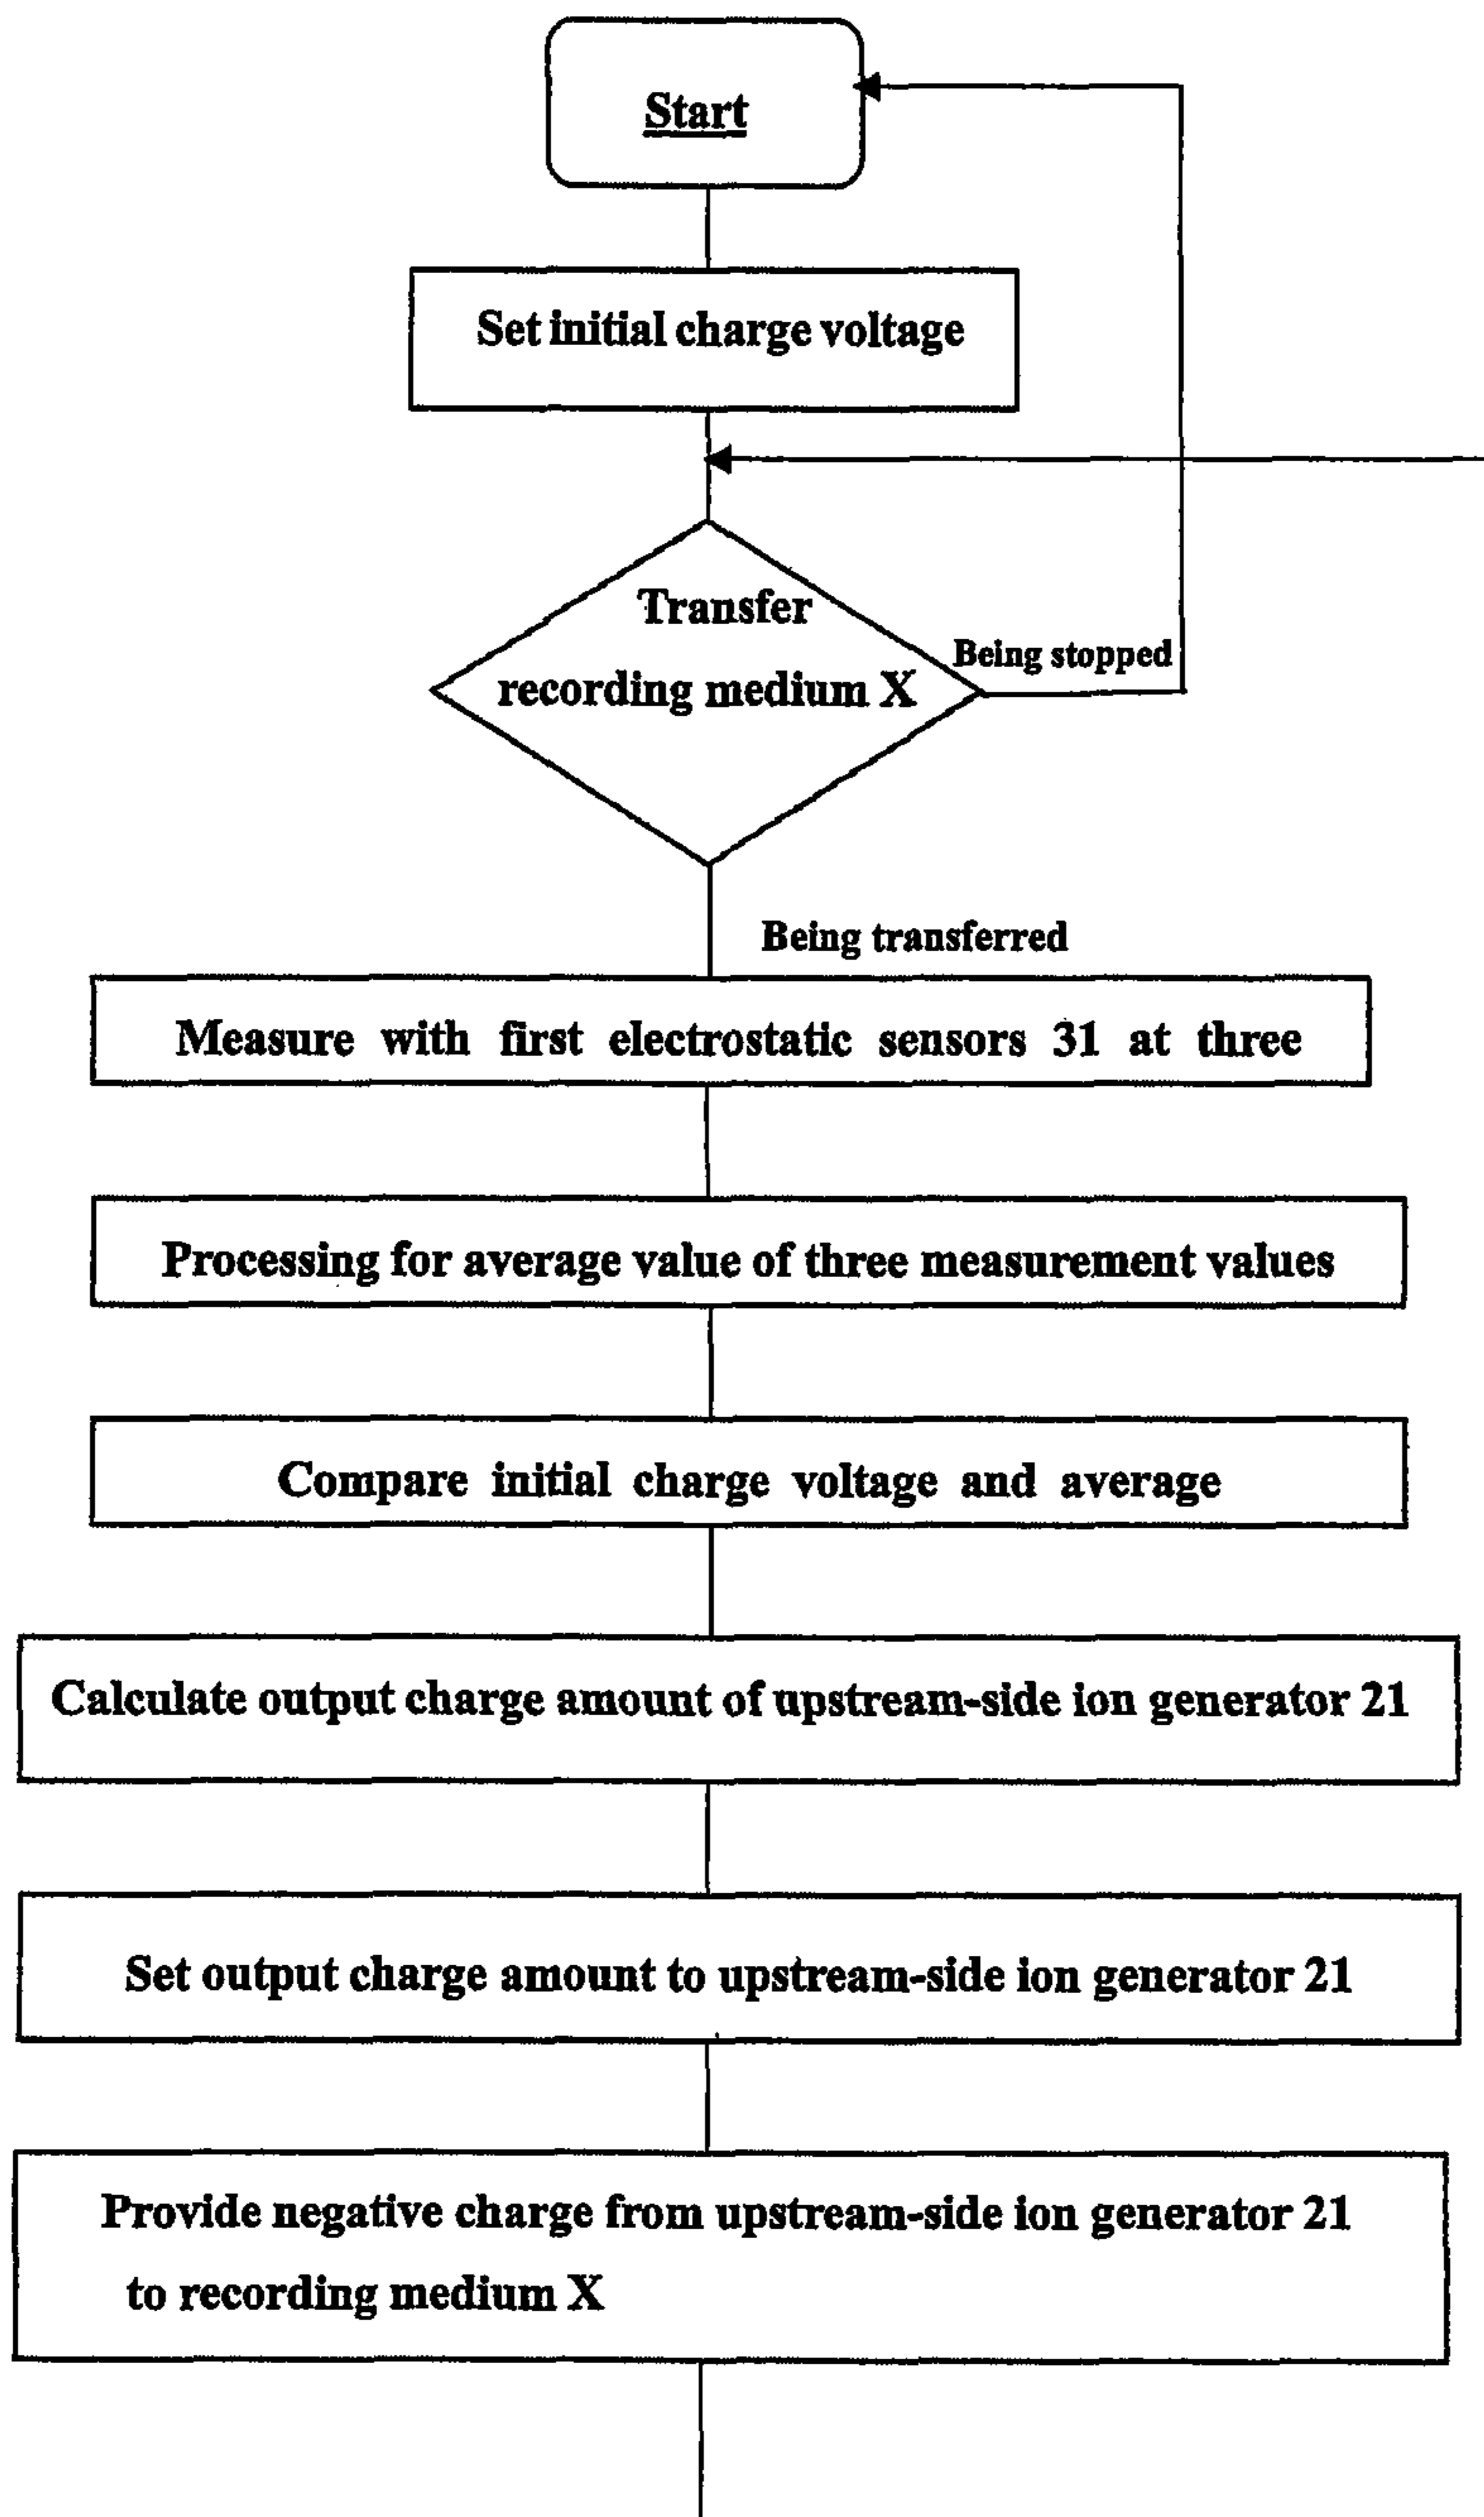 Start
Set initial charge voltage
Transfer
recording medium X
Being stopped
Being transferred
Measure with first electrostatic sensors 31 at three
Processing for average value of three measurement values
Compare initial charge voltage and average
Calculate output charge amount of upstream-side ion generator 21
Set output charge amount to upstream-side ion generator 21
Provide negative charge from upstream-side ion generator 21
to recording medium X